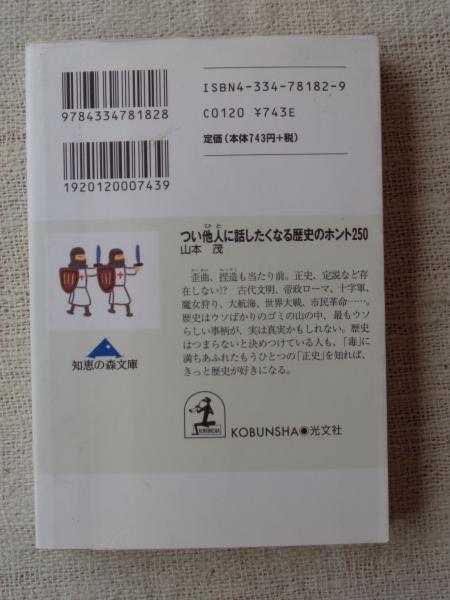 9784334781828
1920120007439
ISBN4-334-78182-9
C0120 ¥743E
定価(本体743円+税)
つい他人に話したくなる歴史のホント250
山本 茂
歪曲、捏造も当たり前。正史、定説など存
在しない!? 古代文明、帝政ローマ、十字軍、
魔女狩り、大航海、世界大戦、市民革命……。
歴史はウソばかりのゴミの山の中、最もウソ
らしい事柄が、実は真実かもしれない。歴史
はつまらないと決めつけている人も、「毒」に
満ちあふれたもうひとつの「正史」を知れば、
きっと歴史が好きになる。
知恵の森文庫
KOBUNSHA
KOBUNSHA◉光文社